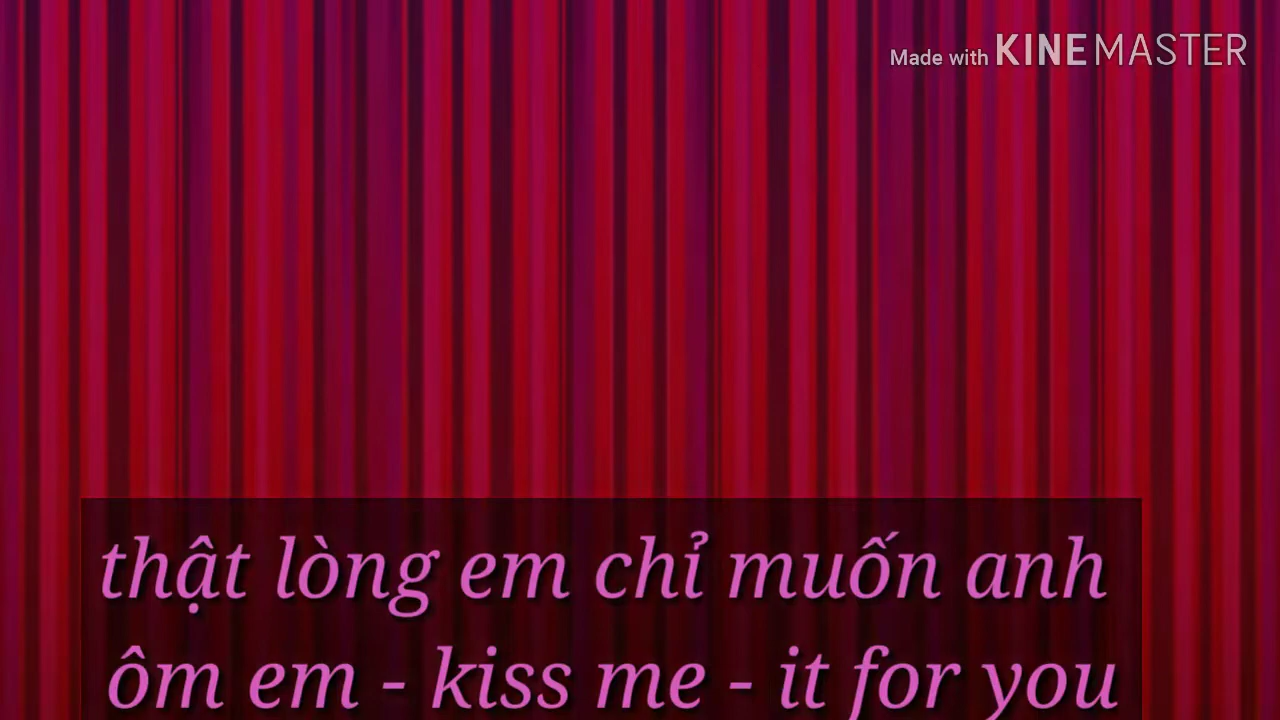 Made with KINEMASTER
thật lòng em chỉ muốn anh
ôm em - kiss me - it for you